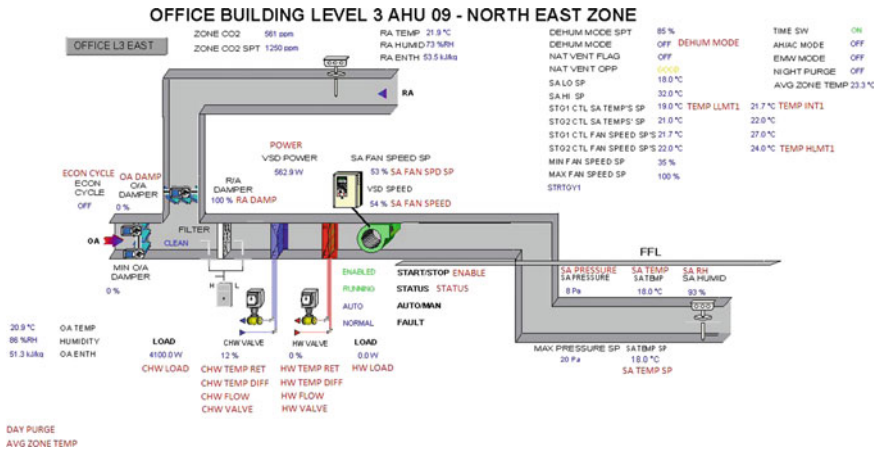 OFFICE BUILDING LEVEL 3 AHU 09 - NORTH EAST ZONE
OFFICE L3 EAST
ZONE CO2 561 ppm
ZONE CO2 SPT 1250 ppm
RA TEMP 21.9 °C
RA HUMID 73 %RH
RA ENTH 53.5 kJ/kg
DEHUM MODE SPT 85 %
DEHUM MODE OFF DEHUM MODE
NAT VENT FLAG OFF
NAT VENT OPP GOOD
SA LO SP 18.0 °C
SA HI SP 32.0 °C
STG1 CTL SA TEMP'S SP 19.0 °C TEMP LLMT1 21.7 °C TEMP INT1
STG2 CTL SA TEMPS' SP 21.0 °C 22.0 °C
STG1 CTL FAN SPEED SP'S 21.7 °C 27.0 °C
STG2 CTL FAN SPEED SP'S 22.0 °C 24.0 °C TEMP HLMT1
MIN FAN SPEED SP 35 %
MAX FAN SPEED SP 100 %
STRTGY1
TIME SW ON
AH/AC MODE OFF
EMW MODE OFF
NIGHT PURGE OFF
AVG ZONE TEMP 23.3 °C
RA
POWER
VSD POWER
562.9 W
SA FAN SPEED SP
53 % SA FAN SPD SP
VSD SPEED
54 % SA FAN SPEED
ECON CYCLE
ECON
CYCLE
OFF
OA DAMP
O/A
DAMPER
0 %
R/A
DAMPER
100 % RA DAMP
OA
FILTER
CLEAN
H L
MIN O/A
DAMPER
0 %
ENABLED START/STOP ENABLE
RUNNING STATUS STATUS
AUTO AUTO/MAN
NORMAL FAULT
FFL
SA PRESSURE SA TEMP SA RH
SA PRESSURE SA TEMP SA HUMID
8 Pa 18.0 °C 93 %
MAX PRESSURE SP SA TEMP SP
20 Pa 18.0 °C
SA TEMP SP
20.9 °C OA TEMP
86 %RH HUMIDITY
51.3 kJ/kg OA ENTH
LOAD CHW VALVE HW VALVE LOAD
4100.0 W 12 % 0 % 0.0 W
CHW LOAD CHW TEMP RET HW TEMP RET HW LOAD
CHW TEMP DIFF HW TEMP DIFF
CHW FLOW HW FLOW
CHW VALVE HW VALVE
DAY PURGE
AVG ZONE TEMP